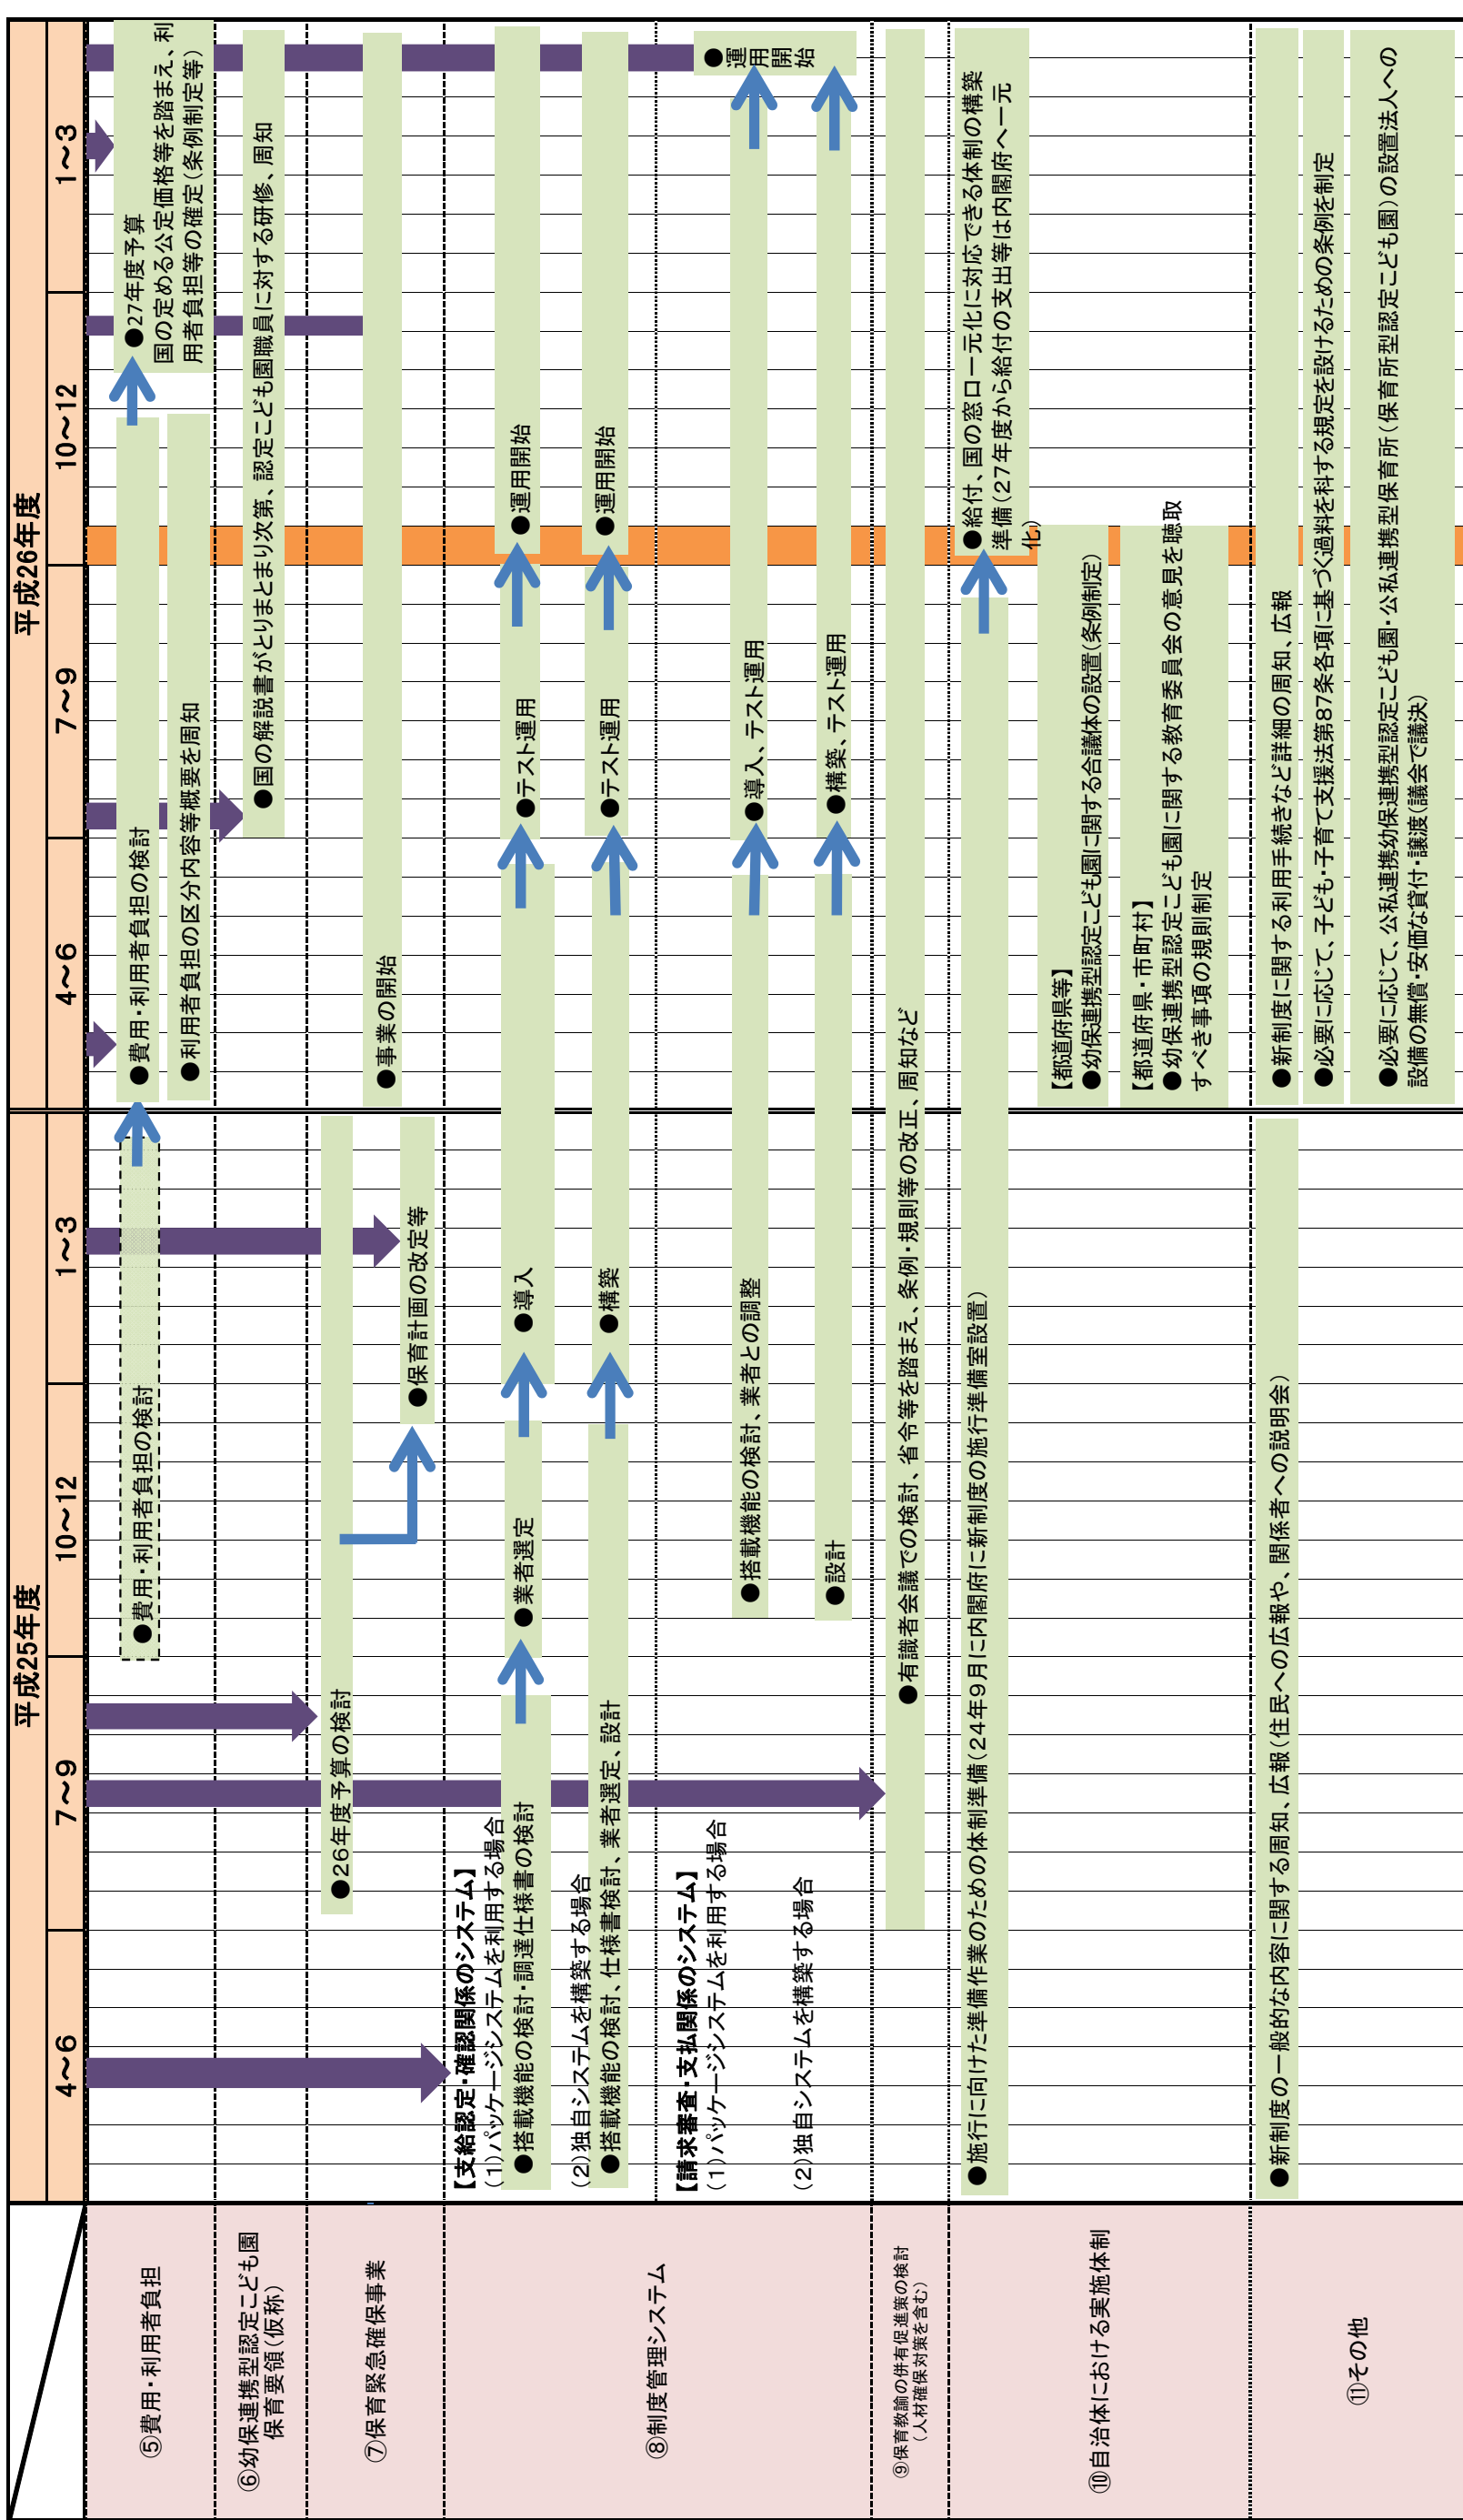 平成25年度
平成26年度
4～6
7～9
10～12
1～3
4～6
7～9
10～12
1～3
⑤費用・利用者負担
●費用・利用者負担の検討
●費用・利用者負担の検討
●27年度予算
国の定める公定価格等を踏まえ、利
用者負担等の確定(条例制定等)
●利用者負担の区分内容等概要を周知
⑥幼保連携型認定こども園
保育要領(仮称)
●国の解説書がとりまとまり次第、認定こども園職員に対する研修、周知
⑦保育緊急確保事業
●26年度予算の検討
●事業の開始
●保育計画の改定等
⑧制度管理システム
【支給認定・確認関係のシステム】
(1)パッケージシステムを利用する場合
●搭載機能の検討・調達仕様書の検討
●業者選定
●導入
●テスト運用
●運用開始
(2)独自システムを構築する場合
●搭載機能の検討、仕様書検討、業者選定、設計
●構築
●テスト運用
●運用開始
【請求審査・支払関係のシステム】
(1)パッケージシステムを利用する場合
●搭載機能の検討、業者との調整
●導入、テスト運用
●運用開始
(2)独自システムを構築する場合
●設計
●構築、テスト運用
⑨保育教諭の併有促進策の検討
(人材確保対策を含む)
●有識者会議での検討、省令等を踏まえ、条例・規則等の改正、周知など
⑩自治体における実施体制
●施行に向けた準備作業のための体制準備(24年9月に内閣府に新制度の施行準備室設置)
●給付、国の窓口一元化に対応できる体制の構築
準備(27年度から給付の支出等は内閣府へ一元
化)
【都道府県等】
●幼保連携型認定こども園に関する合議体の設置(条例制定)
【都道府県・市町村】
●幼保連携型認定こども園に関する教育委員会の意見を聴取
すべき事項の規則制定
⑪その他
●新制度の一般的な内容に関する周知、広報(住民への広報や、関係者への説明会)
●新制度に関する利用手続きなど詳細の周知、広報
●必要に応じて、子ども・子育て支援法第87条各項に基づく過料を科する規定を設けるための条例を制定
●必要に応じて、公私連携幼保連携型認定こども園・公私連携型保育所(保育所型認定こども園)の設置法人への
設備の無償・安価な貸付・譲渡(議会で議決)